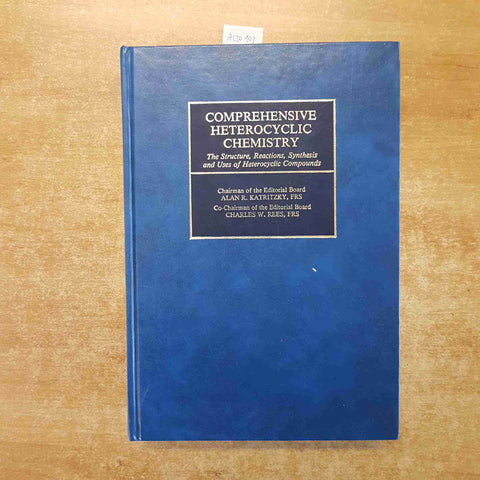 COMPREHENSIVE
HETEROCYCLIC
CHEMISTRY
The Structure, Reactions, Synthesis
and Uses of Heterocyclic Compounds
Chairman of the Editorial Board
ALAN R. KATRITZKY, FRS
Co-Chairman of the Editorial Board
CHARLES W. REES, FRS